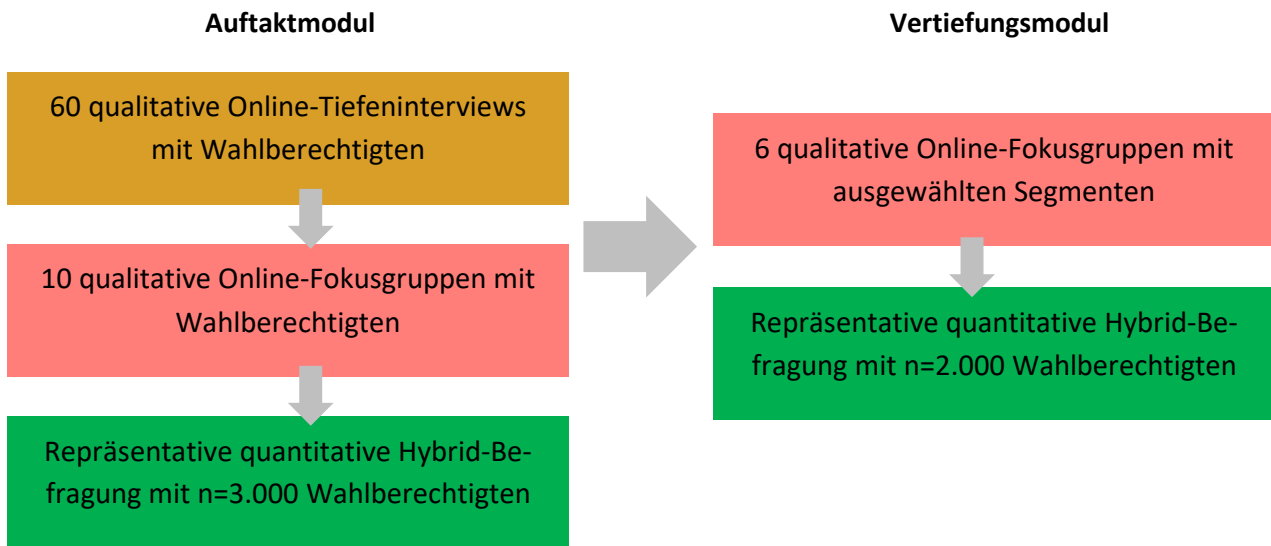 Auftaktmodul
60 qualitative Online-Tiefeninterviews
mit Wahlberechtigten
10 qualitative Online-Fokusgruppen mit
Wahlberechtigten
Repräsentative quantitative Hybrid-Be-
fragung mit n=3.000 Wahlberechtigten
Vertiefungsmodul
6 qualitative Online-Fokusgruppen mit
ausgewählten Segmenten
Repräsentative quantitative Hybrid-Be-
fragung mit n=2.000 Wahlberechtigten